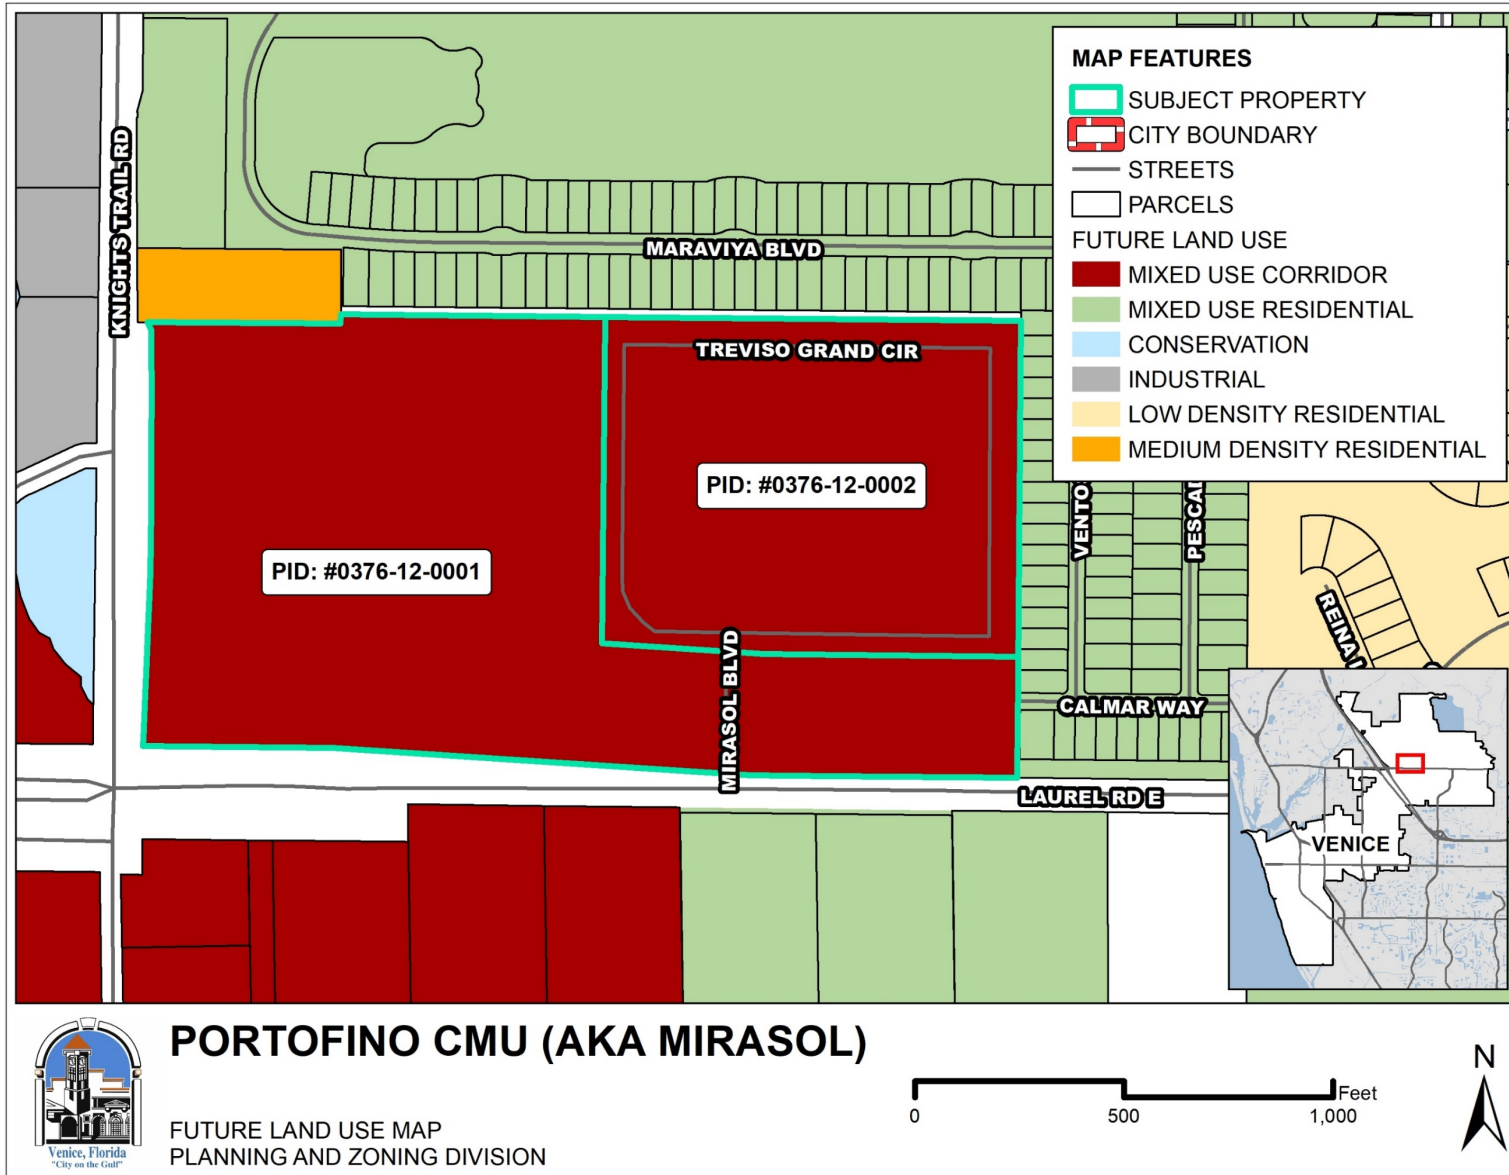 MAP FEATURES
SUBJECT PROPERTY
CITY BOUNDARY
STREETS
PARCELS
FUTURE LAND USE
MIXED USE CORRIDOR
MIXED USE RESIDENTIAL
CONSERVATION
INDUSTRIAL
LOW DENSITY RESIDENTIAL
MEDIUM DENSITY RESIDENTIAL
KNIGHTS TRAIL RD
MARAVIYA BLVD
TREVISO GRAND CIR
PID: #0376-12-0002
PID: #0376-12-0001
MIRASOL BLVD
CALMAR WAY
LAUREL RD E
REINA
VENICE
PORTOFINO CMU (AKA MIRASOL)
FUTURE LAND USE MAP
PLANNING AND ZONING DIVISION
Venice, Florida
"City on the Gulf"
0 500 1,000 Feet
N